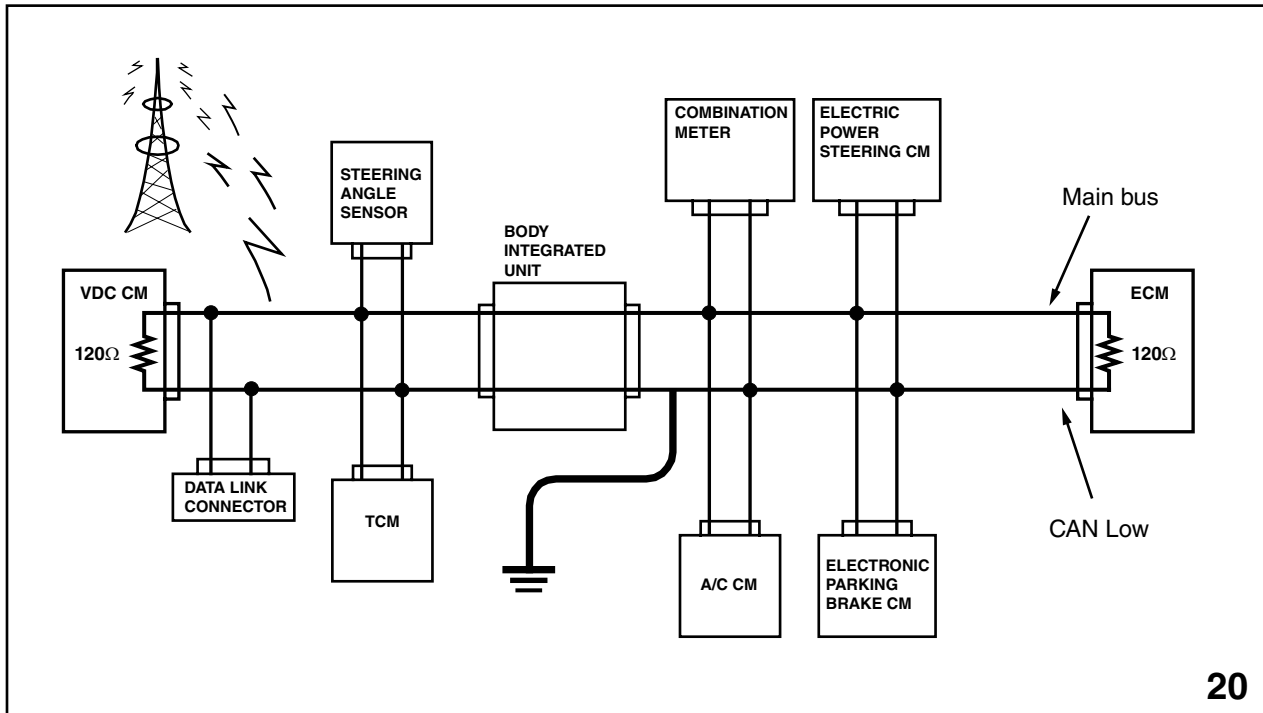 COMBINATION
METER
ELECTRIC
POWER
STEERING CM
STEERING
ANGLE
SENSOR
Main bus
BODY
INTEGRATED
UNIT
VDC CM
120Ω
ECM
120Ω
DATA LINK
CONNECTOR
TCM
CAN Low
A/C CM
ELECTRONIC
PARKING
BRAKE CM
20